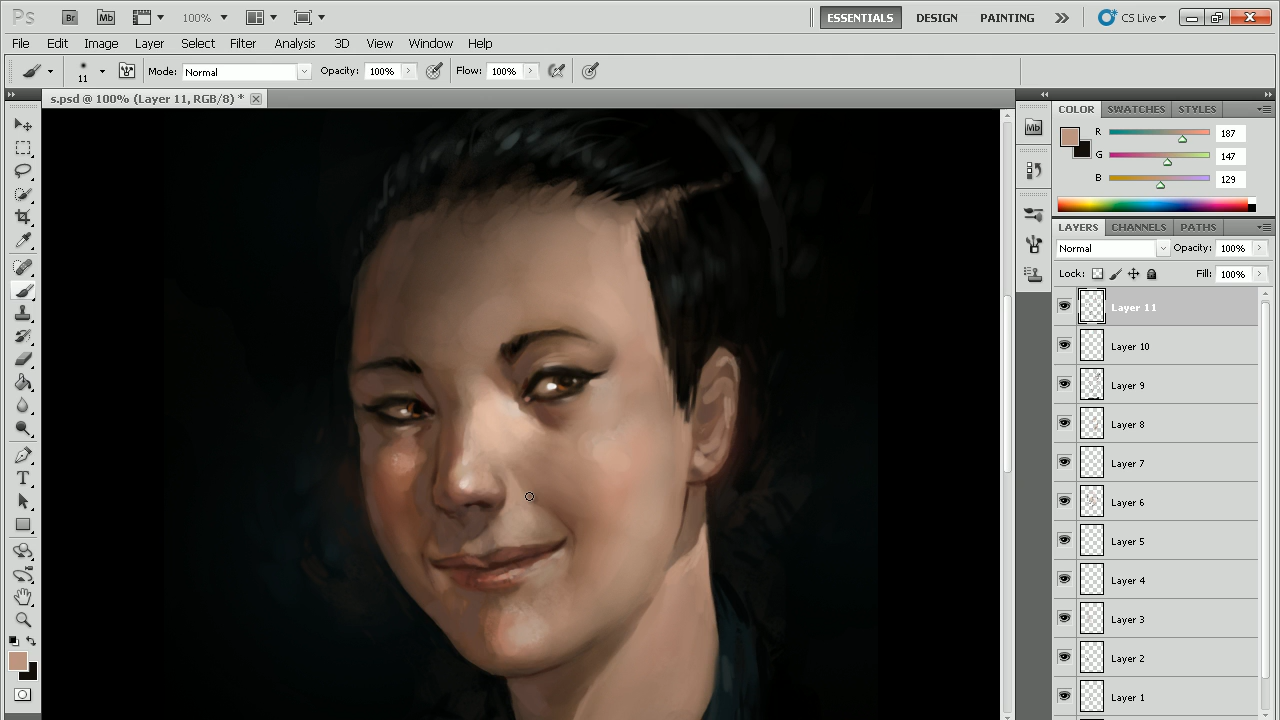 Ps Br Mb 100% ESSENTIALS DESIGN PAINTING CS Live
File Edit Image Layer Select Filter Analysis 3D View Window Help
11 Mode: Normal Opacity: 100% Flow: 100%
s.psd @ 100% (Layer 11, RGB/8) *
COLOR SWATCHES STYLES
Mb
R 187
G 147
B 129
LAYERS CHANNELS PATHS
Normal Opacity: 100%
Lock: Fill: 100%
Layer 11
Layer 10
Layer 9
Layer 8
Layer 7
Layer 6
Layer 5
Layer 4
Layer 3
Layer 2
Layer 1